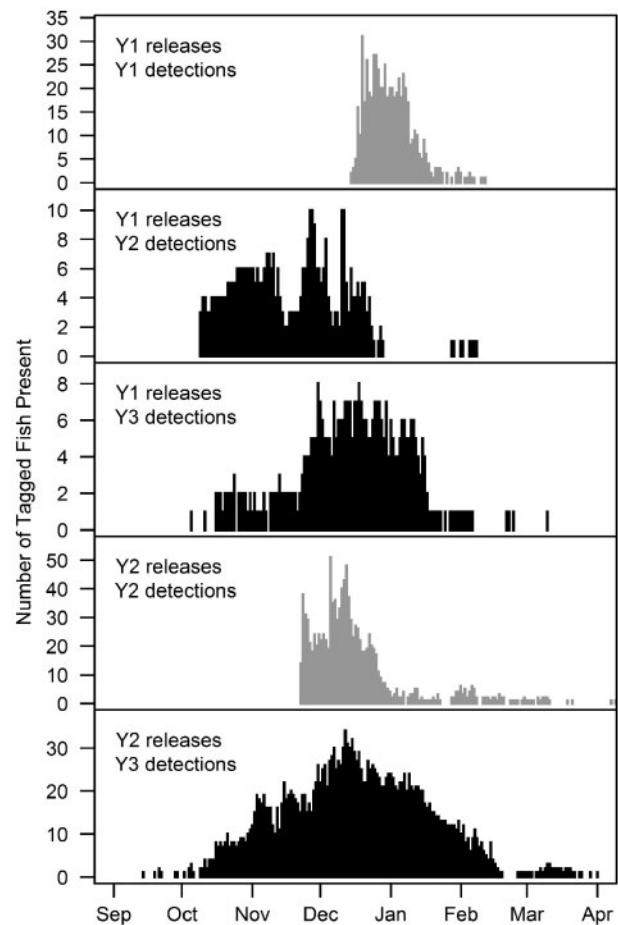 Number of Tagged Fish Present
Y1 releases
Y1 detections
35
30
25
20
15
10
5
0
Y1 releases
Y2 detections
10
8
6
4
2
0
Y1 releases
Y3 detections
8
6
4
2
0
Y2 releases
Y2 detections
50
40
30
20
10
0
Y2 releases
Y3 detections
30
20
10
0
Sep Oct Nov Dec Jan Feb Mar Apr